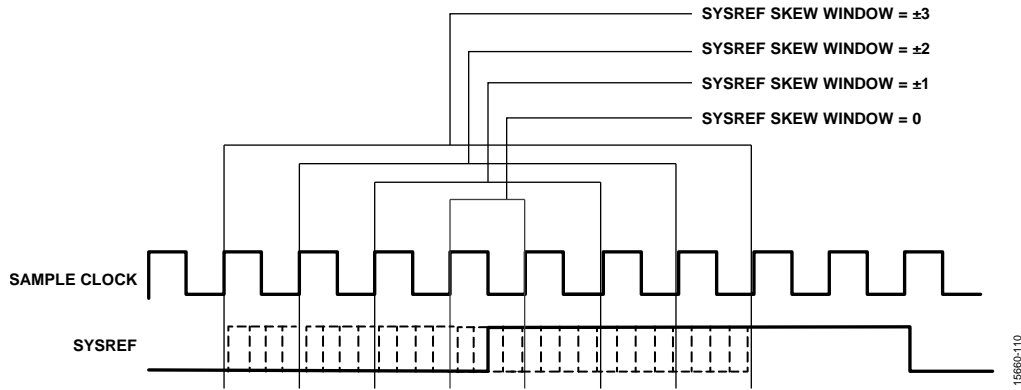 SYSREF SKEW WINDOW = ±3
SYSREF SKEW WINDOW = ±2
SYSREF SKEW WINDOW = ±1
SYSREF SKEW WINDOW = 0
SAMPLE CLOCK
SYSREF
15660-110